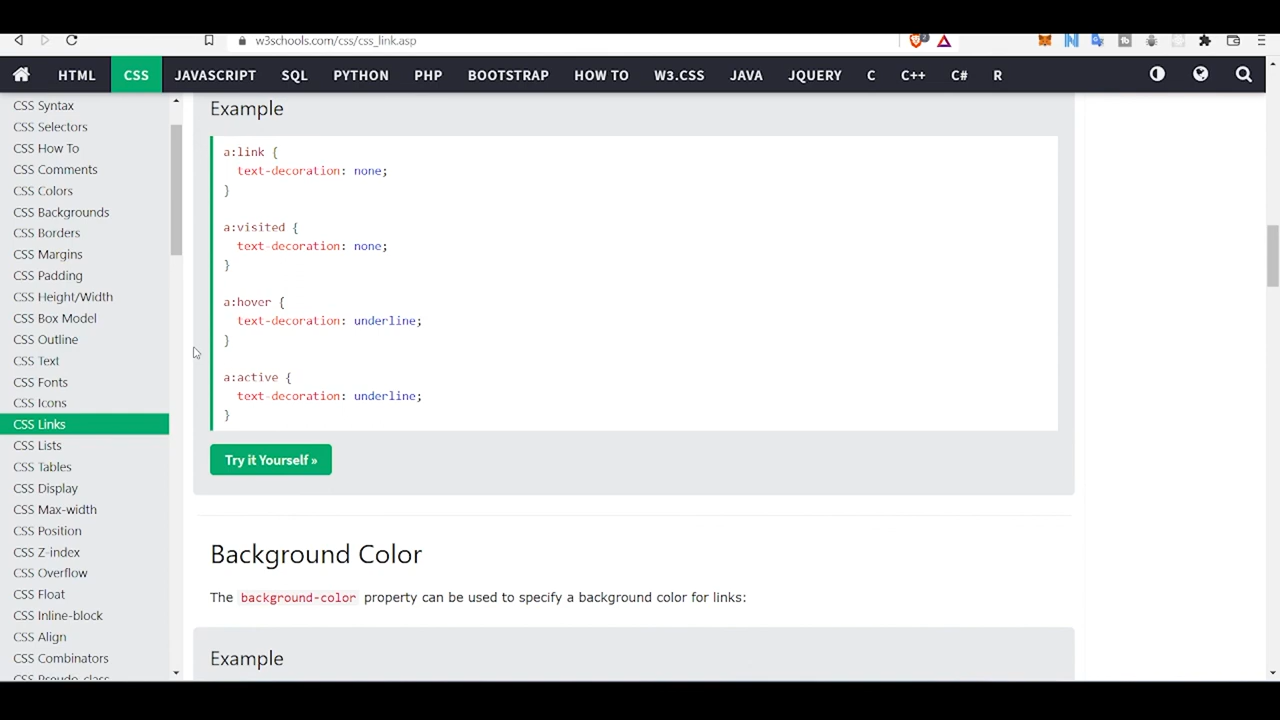 w3schools.com/css/css_link.asp
HTML CSS JAVASCRIPT SQL PYTHON PHP BOOTSTRAP HOW TO W3.CSS JAVA JQUERY C C++ C# R
CSS Syntax
CSS Selectors
CSS How To
CSS Comments
CSS Colors
CSS Backgrounds
CSS Borders
CSS Margins
CSS Padding
CSS Height/Width
CSS Box Model
CSS Outline
CSS Text
CSS Fonts
CSS Icons
CSS Links
CSS Lists
CSS Tables
CSS Display
CSS Max-width
CSS Position
CSS Z-index
CSS Overflow
CSS Float
CSS Inline-block
CSS Align
CSS Combinators
CSS Pseudo-class
Example
a:link {
text-decoration: none;
}
a:visited {
text-decoration: none;
}
a:hover {
text-decoration: underline;
}
a:active {
text-decoration: underline;
}
Try it Yourself »
Background Color
The background-color property can be used to specify a background color for links:
Example